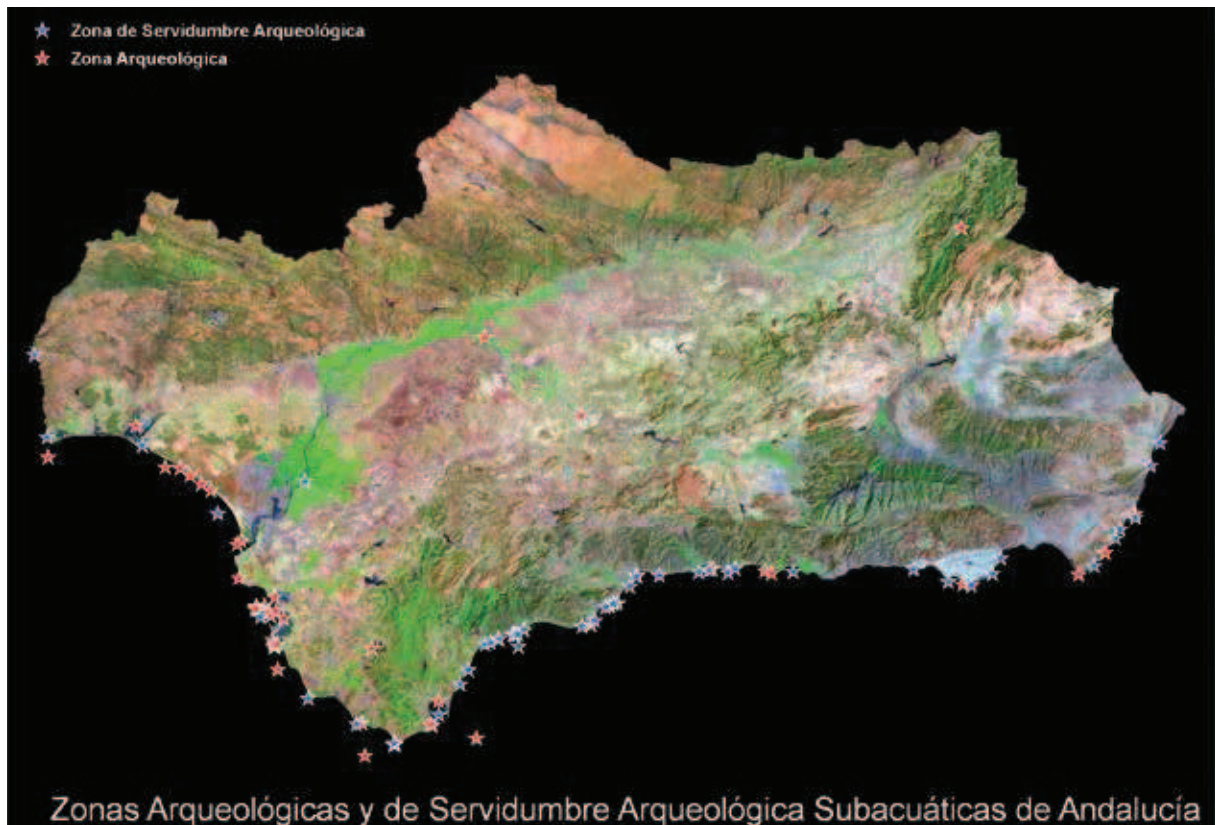 Zona de Servidumbre Arqueológica
Zona Arqueológica
Zonas Arqueológicas y de Servidumbre Arqueológica Subacuáticas de Andalucía